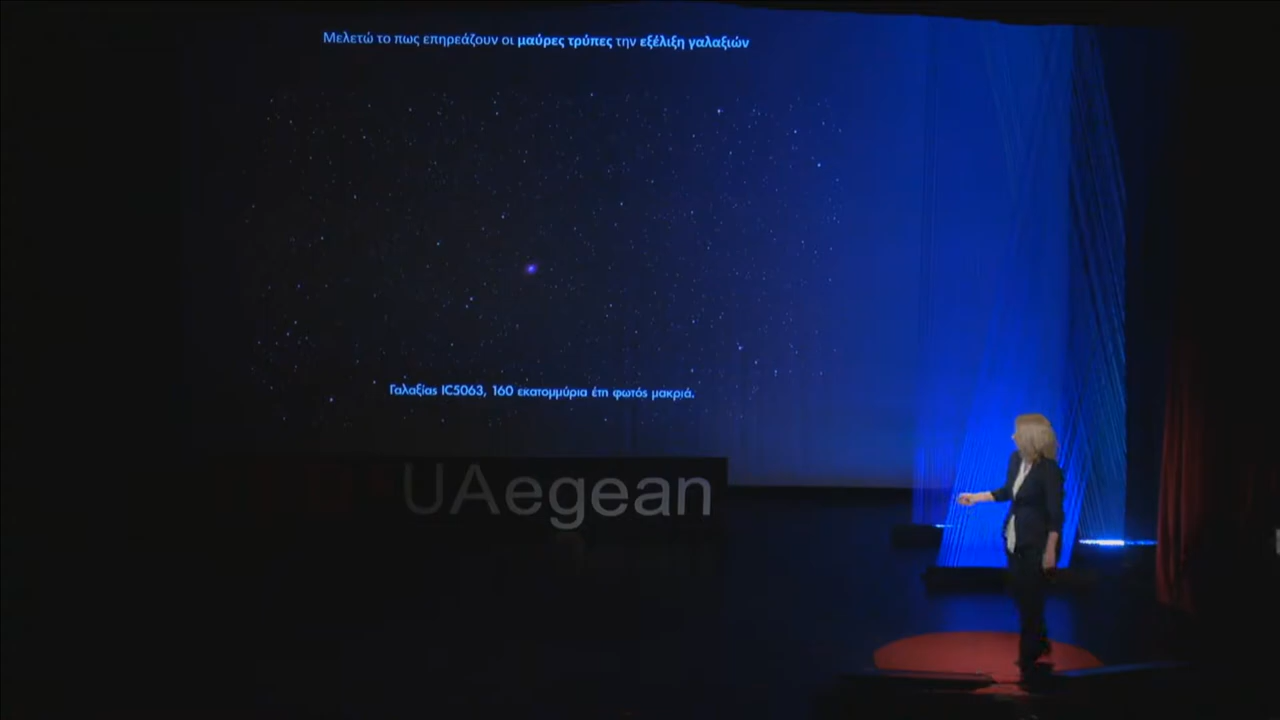 Μελετώ το πως επηρεάζουν οι μαύρες τρύπες την εξέλιξη γαλαξιών
Γαλαξίας IC5063, 160 εκατομμύρια έτη φωτός μακριά.
UAegean